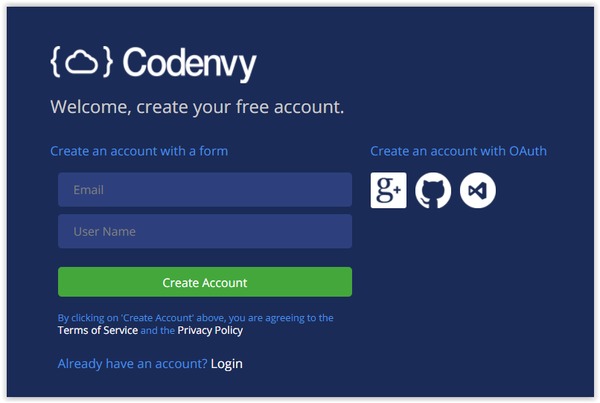 { } Codenvy
Welcome, create your free account.
Create an account with a form
Create an account with OAuth
Email
g+
User Name
Create Account
By clicking on 'Create Account' above, you are agreeing to the
Terms of Service and the Privacy Policy
Already have an account? Login